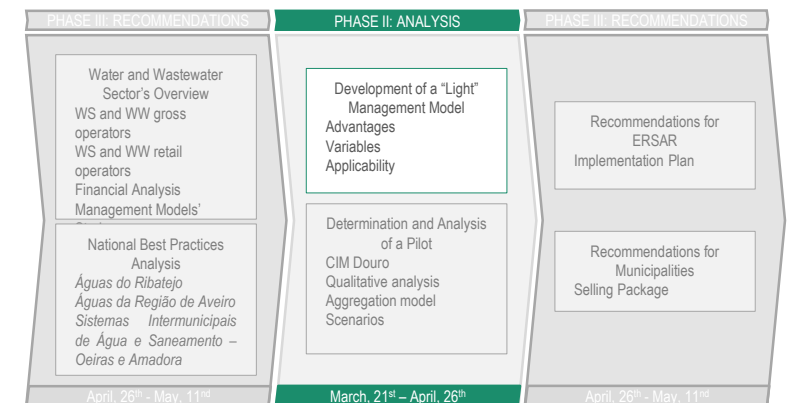 PHASE III: RECOMMENDATIONS
Water and Wastewater
Sector's Overview
WS and WW gross
operators
WS and WW retail
operators
Financial Analysis
Management Models'
National Best Practices
Analysis
Águas do Ribatejo
Águas da Região de Aveiro
Sistemas Intermunicipais
de Água e Saneamento –
Oeiras e Amadora
April, 26th - May, 11nd
PHASE II: ANALYSIS
Development of a "Light"
Management Model
Advantages
Variables
Applicability
Determination and Analysis
of a Pilot
CIM Douro
Qualitative analysis
Aggregation model
Scenarios
March, 21st – April, 26th
PHASE III: RECOMMENDATIONS
Recommendations for
ERSAR
Implementation Plan
Recommendations for
Municipalities
Selling Package
April, 26th - May, 11nd